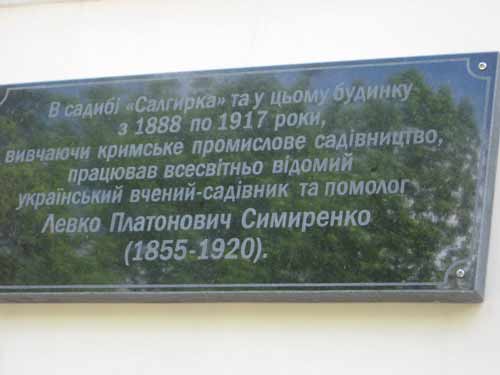 В садибі «Салгирка» та у цьому будинку
з 1888 по 1917 роки,
вивчаючи кримське промислове садівництво,
працював всесвітньо відомий
український вчений-садівник та помолог
Левко Платонович Симиренко
(1855-1920).